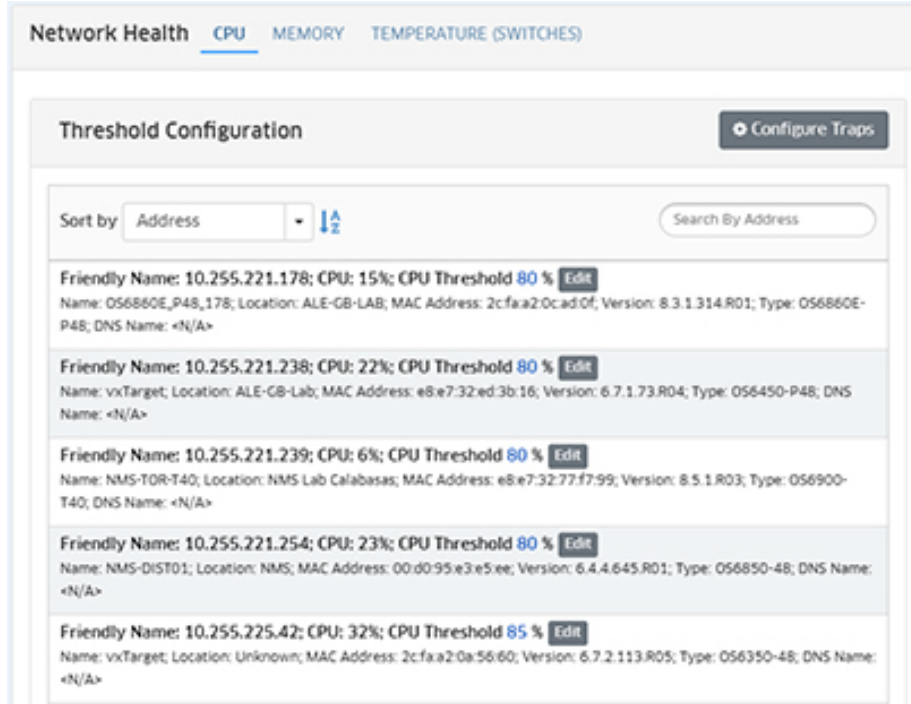 Network Health CPU MEMORY TEMPERATURE (SWITCHES)
Threshold Configuration
Configure Traps
Sort by Address
A
Z
Search By Address
Friendly Name: 10.255.221.178; CPU: 15%; CPU Threshold 80 % Edit
Name: OS6860E_P48_178; Location: ALE-GB-LAB; MAC Address: 2c:fa:a2:0c:ad:0f; Version: 8.3.1.314.R01; Type: OS6860E-
P48; DNS Name: <N/A>
Friendly Name: 10.255.221.238; CPU: 22%; CPU Threshold 80 % Edit
Name: vxTarget; Location: ALE-GB-Lab; MAC Address: e8:e7:32:ed:3b:16; Version: 6.7.1.73.R04; Type: OS6450-P48; DNS
Name: <N/A>
Friendly Name: 10.255.221.239; CPU: 6%; CPU Threshold 80 % Edit
Name: NMS-TOR-T40; Location: NMS Lab Calabasas; MAC Address: e8:e7:32:77:f7:99; Version: 8.5.1.R03; Type: OS6900-
T40; DNS Name: <N/A>
Friendly Name: 10.255.221.254; CPU: 23%; CPU Threshold 80 % Edit
Name: NMS-DIST01; Location: NMS; MAC Address: 00:d0:95:e3:e5:ee; Version: 6.4.4.645.R01; Type: OS6850-48; DNS Name:
<N/A>
Friendly Name: 10.255.225.42; CPU: 32%; CPU Threshold 85 % Edit
Name: vxTarget; Location: Unknown; MAC Address: 2c:fa:a2:0a:56:60; Version: 6.7.2.113.R05; Type: OS6350-48; DNS Name:
<N/A>